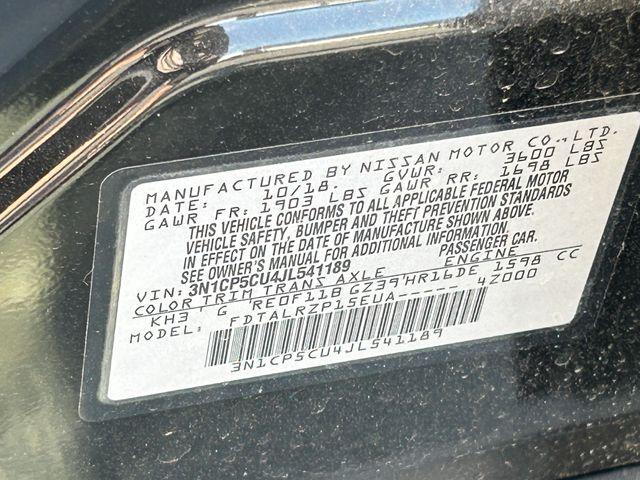 MANUFACTURED BY NISSAN MOTOR CO., LTD.
DATE: 10/18. GVWR: 3600 LBS
GAWR FR: 1903 LBS GAWR RR: 1698 LBS
THIS VEHICLE CONFORMS TO ALL APPLICABLE FEDERAL MOTOR
VEHICLE SAFETY, BUMPER AND THEFT PREVENTION STANDARDS
IN EFFECT ON THE DATE OF MANUFACTURE SHOWN ABOVE.
SEE OWNER'S MANUAL FOR ADDITIONAL INFORMATION.
VIN: 3N1CP5CU4JL541189 PASSENGER CAR.
COLOR TRIM TRANS AXLE ENGINE
KH3 G RE0F11B GZ39 HR16DE 1598 CC
MODEL: FDTALRZP15EUA----- 4Z000
3N1CP5CU4JL541189